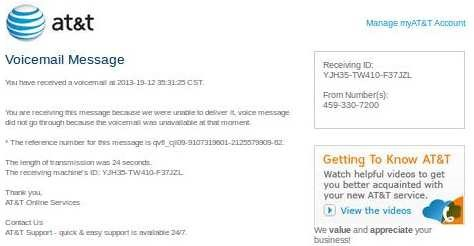 at&t
Manage myAT&T Account
Voicemail Message
You have received a voicemail at 2013-19-12 35:31:25 CST.
You are receiving this message because we were unable to deliver it, voice message
did not go through because the voicemail was unavailable at that moment.
* The reference number for this message is
The length of transmission was 24 seconds.
The receiving machine's ID: YJH35-TW410-F37JZL.
Thank you,
AT&T Online Services
Contact Us
AT&T Support - quick & easy support is available 24/7.
Receiving ID:
YJH35-TW410-F37JZL
From Number(s):
459-330-7200
Getting To Know AT&T
Watch helpful videos to get
you better acquainted with
your new AT&T service.
View the videos
We value and appreciate your
business!